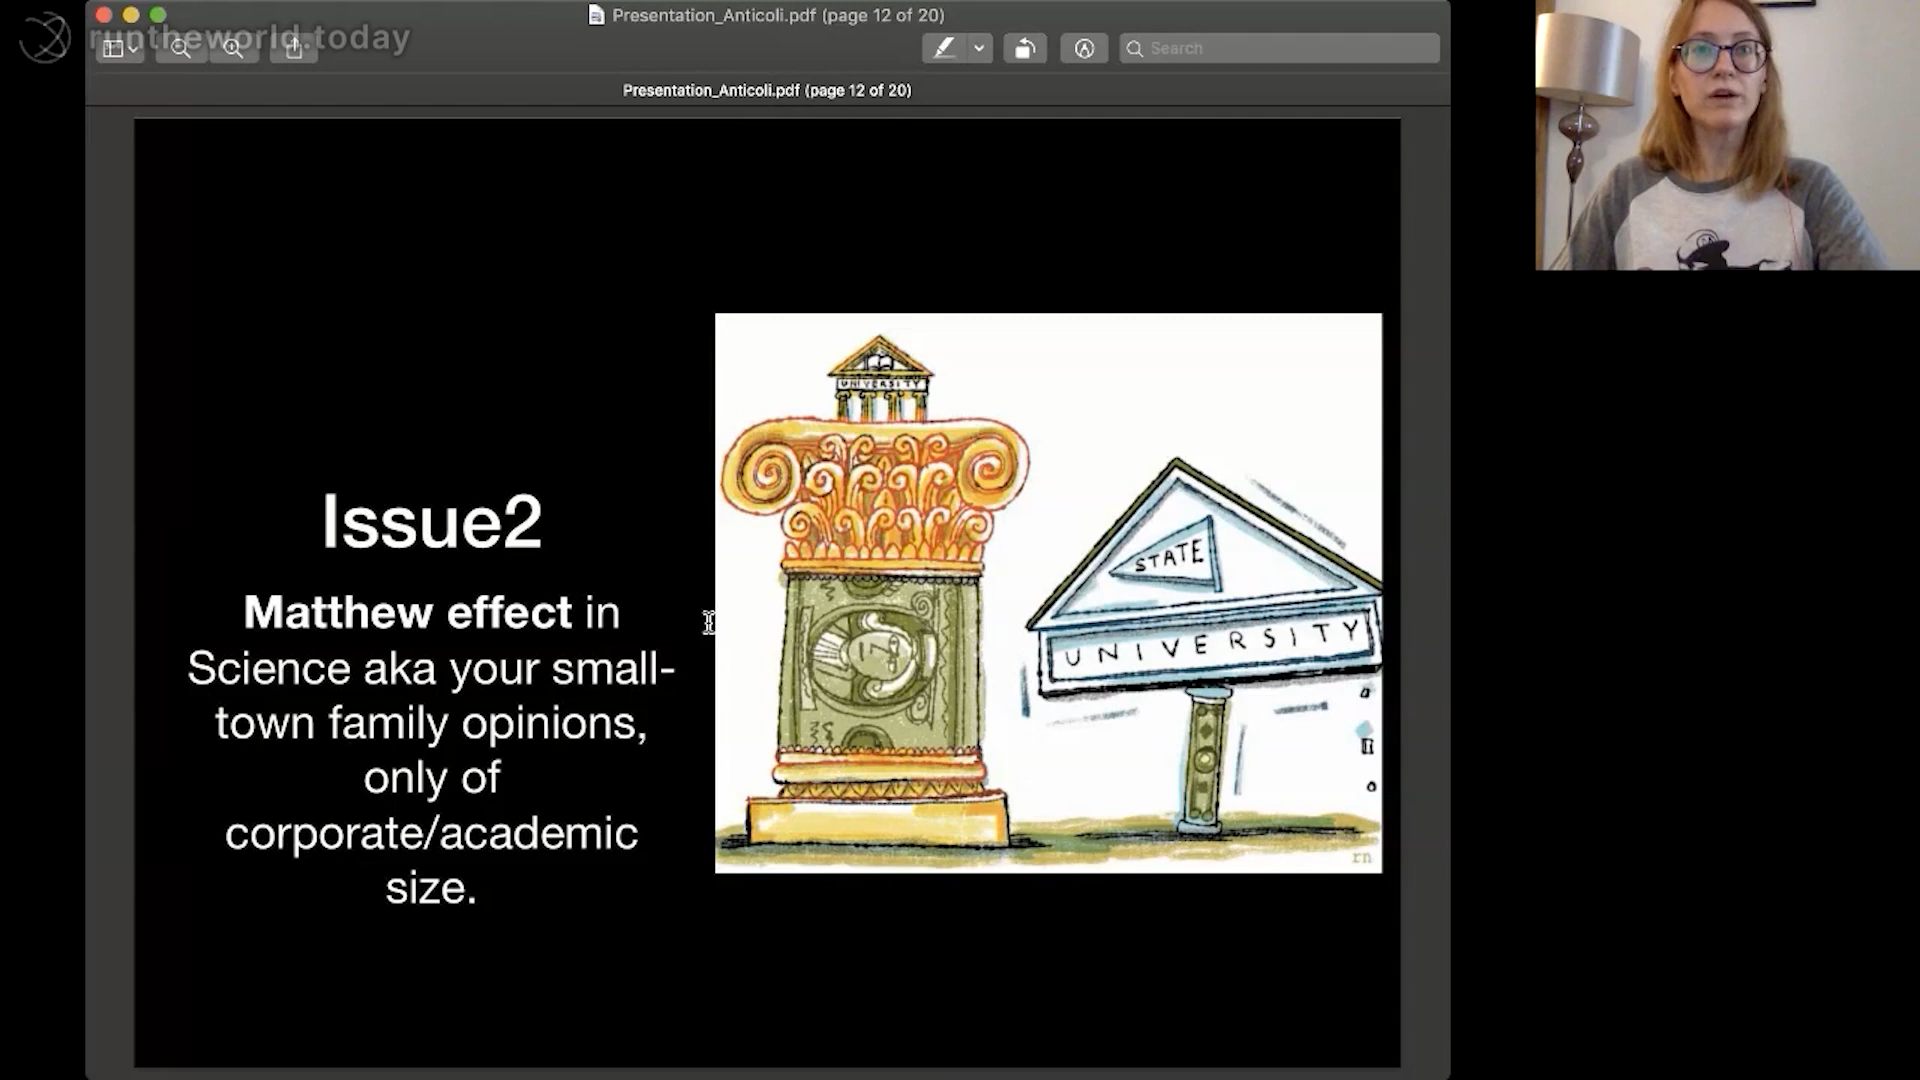 Presentation_Anticoli.pdf (page 12 of 20)
runtheworld.today
Search
Presentation_Anticoli.pdf (page 12 of 20)
Issue2
Matthew effect in
Science aka your small-
town family opinions,
only of
corporate/academic
size.
UNIVERSITY
STATE
UNIVERSITY
rn